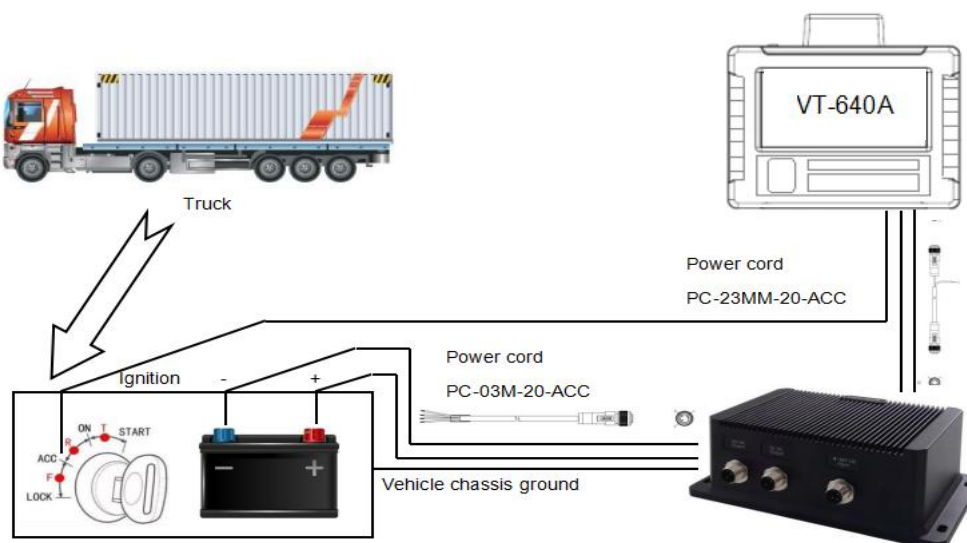 VT-640A
Truck
Power cord
PC-23MM-20-ACC
Power cord
PC-03M-20-ACC
Ignition
-
+
ON
T
START
R
ACC
F
LOCK
Vehicle chassis ground